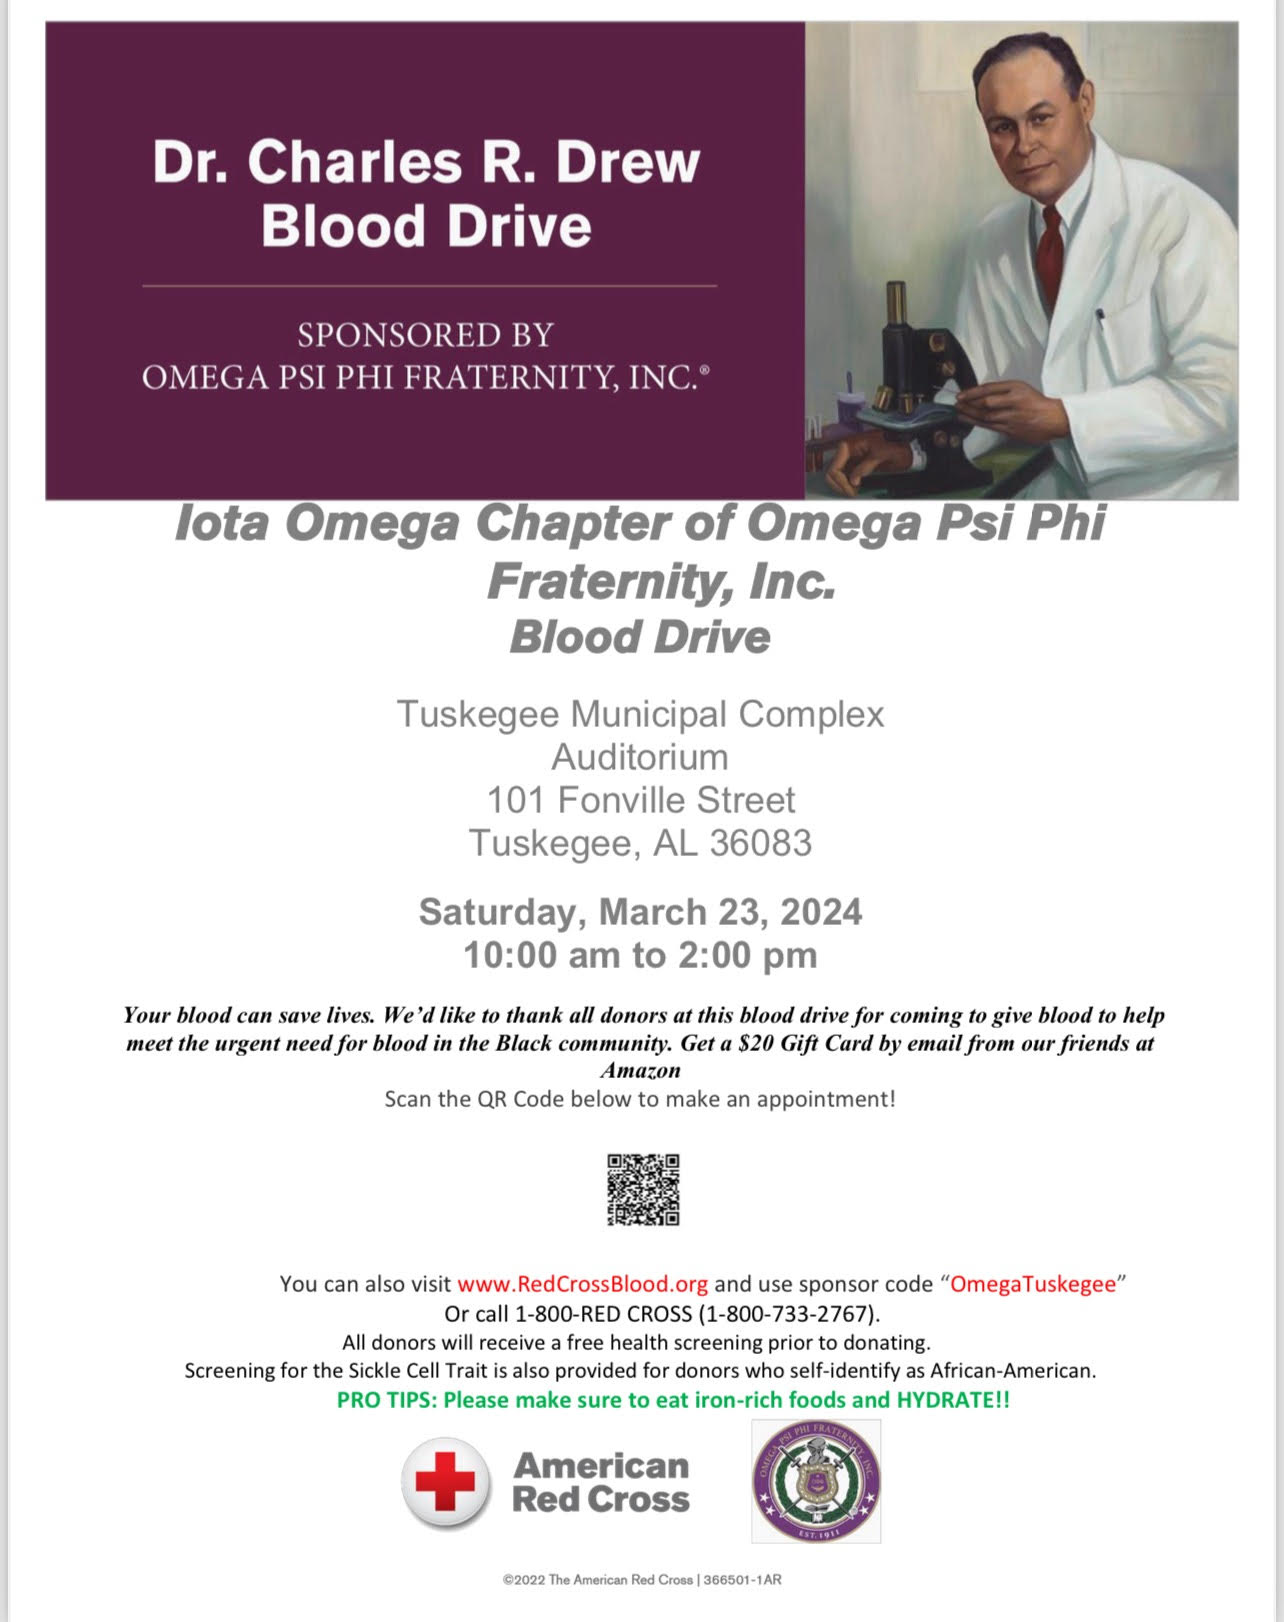 Dr. Charles R. Drew
Blood Drive
SPONSORED BY
OMEGA PSI PHI FRATERNITY, INC.®
Iota Omega Chapter of Omega Psi Phi
Fraternity, Inc.
Blood Drive
Tuskegee Municipal Complex
Auditorium
101 Fonville Street
Tuskegee, AL 36083
Saturday, March 23, 2024
10:00 am to 2:00 pm
Your blood can save lives. We’d like to thank all donors at this blood drive for coming to give blood to help
meet the urgent need for blood in the Black community. Get a $20 Gift Card by email from our friends at
Amazon
Scan the QR Code below to make an appointment!
You can also visit www.RedCrossBlood.org and use sponsor code “OmegaTuskegee”
Or call 1-800-RED CROSS (1-800-733-2767).
All donors will receive a free health screening prior to donating.
Screening for the Sickle Cell Trait is also provided for donors who self-identify as African-American.
PRO TIPS: Please make sure to eat iron-rich foods and HYDRATE!!
American
Red Cross
OMEGA PSI PHI FRATERNITY, INC.
EST. 1911
©2022 The American Red Cross | 366501-1AR